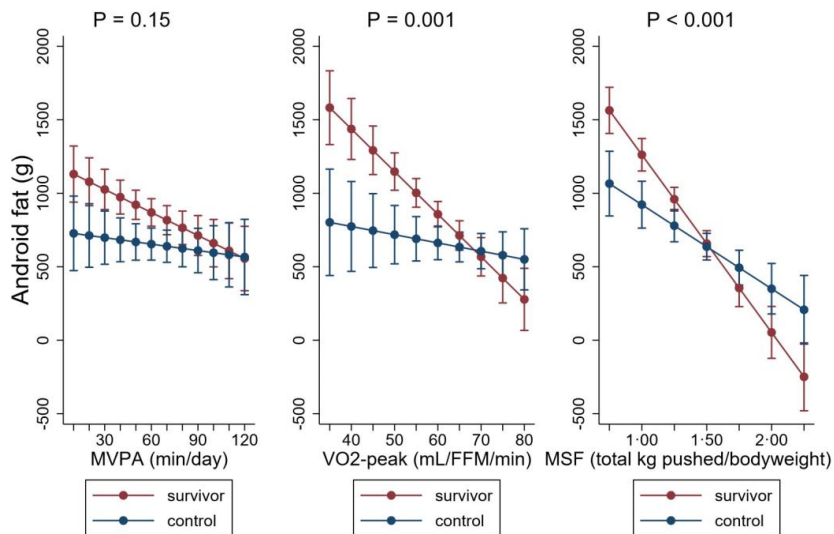 P = 0.15
P = 0.001
P < 0.001
Android fat (g)
2000
1500
1000
500
0
-500
30 60 90 120
MVPA (min/day)
2000
1500
1000
500
0
-500
40 50 60 70 80
VO2-peak (mL/FFM/min)
2000
1500
1000
500
0
-500
1·00 1·50 2·00
MSF (total kg pushed/bodyweight)
survivor
control
survivor
control
survivor
control